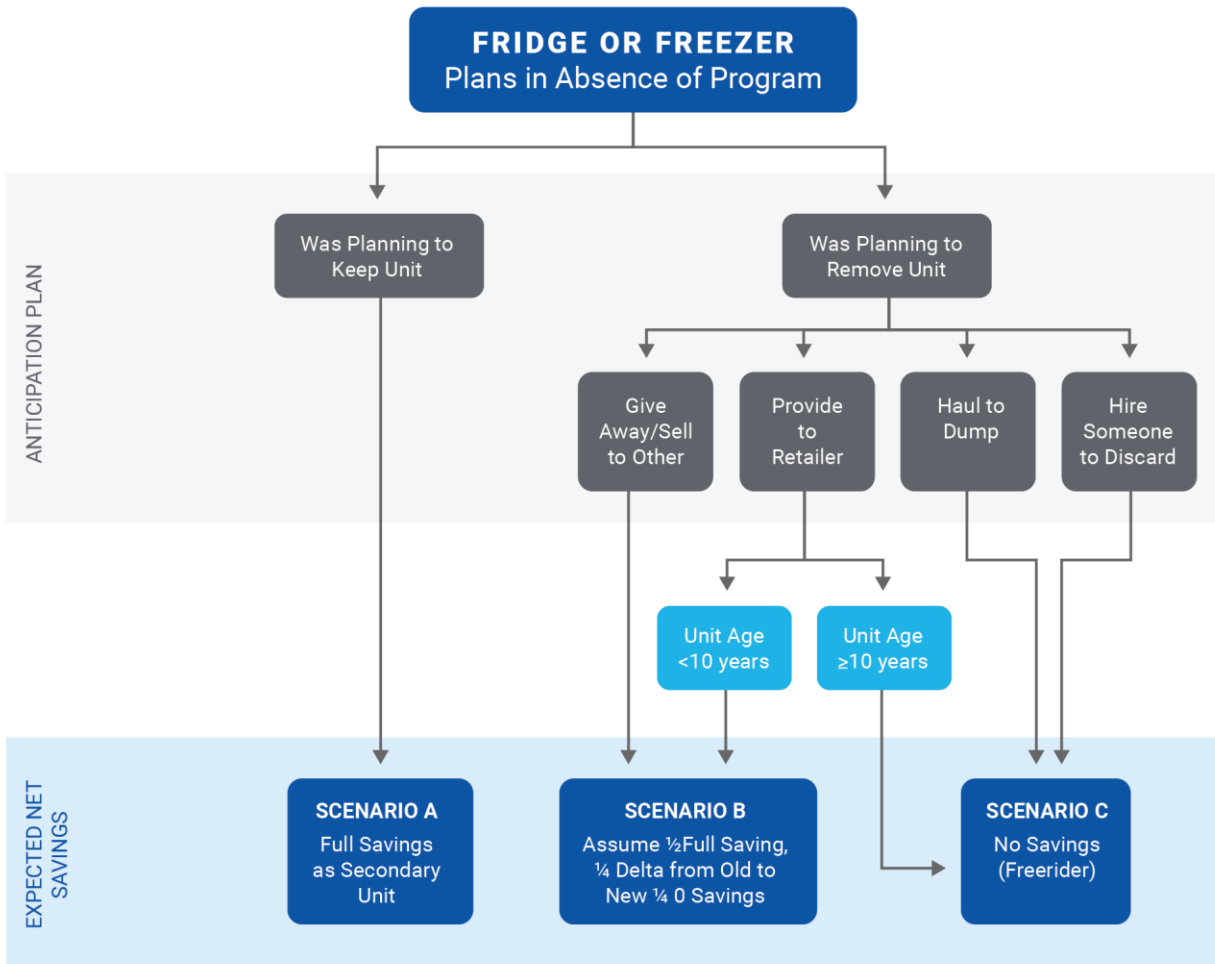 FRIDGE OR FREEZER
Plans in Absence of Program
ANTICIPATION PLAN
Was Planning to
Keep Unit
Was Planning to
Remove Unit
Give
Away/Sell
to Other
Provide
to
Retailer
Haul to
Dump
Hire
Someone
to Discard
Unit Age
<10 years
Unit Age
≥10 years
EXPECTED NET
SAVINGS
SCENARIO A
Full Savings
as Secondary
Unit
SCENARIO B
Assume ½Full Saving,
¼ Delta from Old to
New ¼ 0 Savings
SCENARIO C
No Savings
(Freerider)